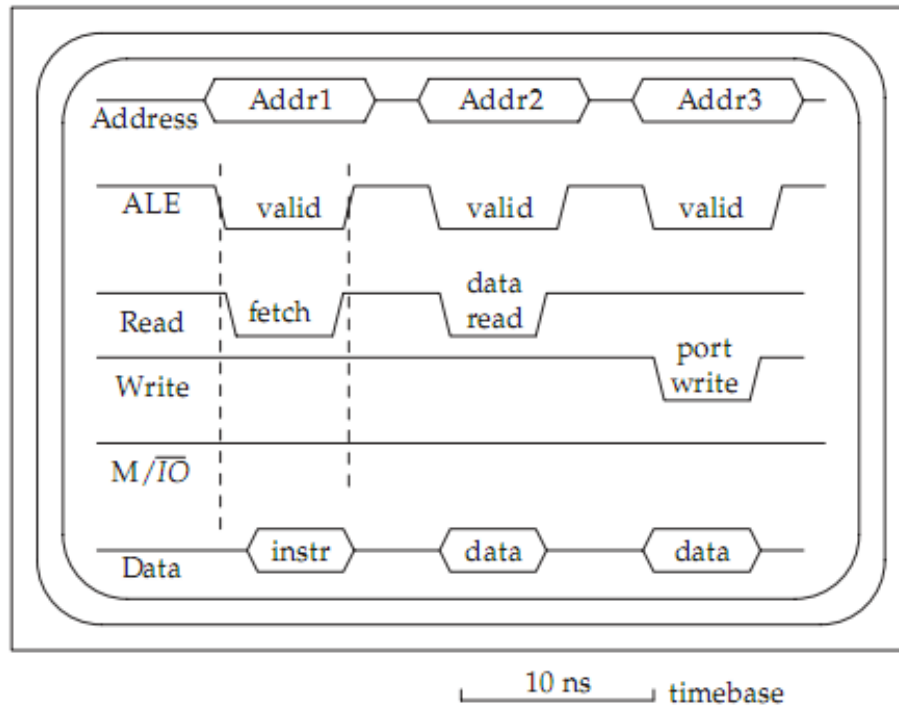 Addr1 Addr2 Addr3
Address
ALE valid valid valid
data
Read fetch read
port
Write write
M/I̅O̅
Data instr data data
10 ns timebase